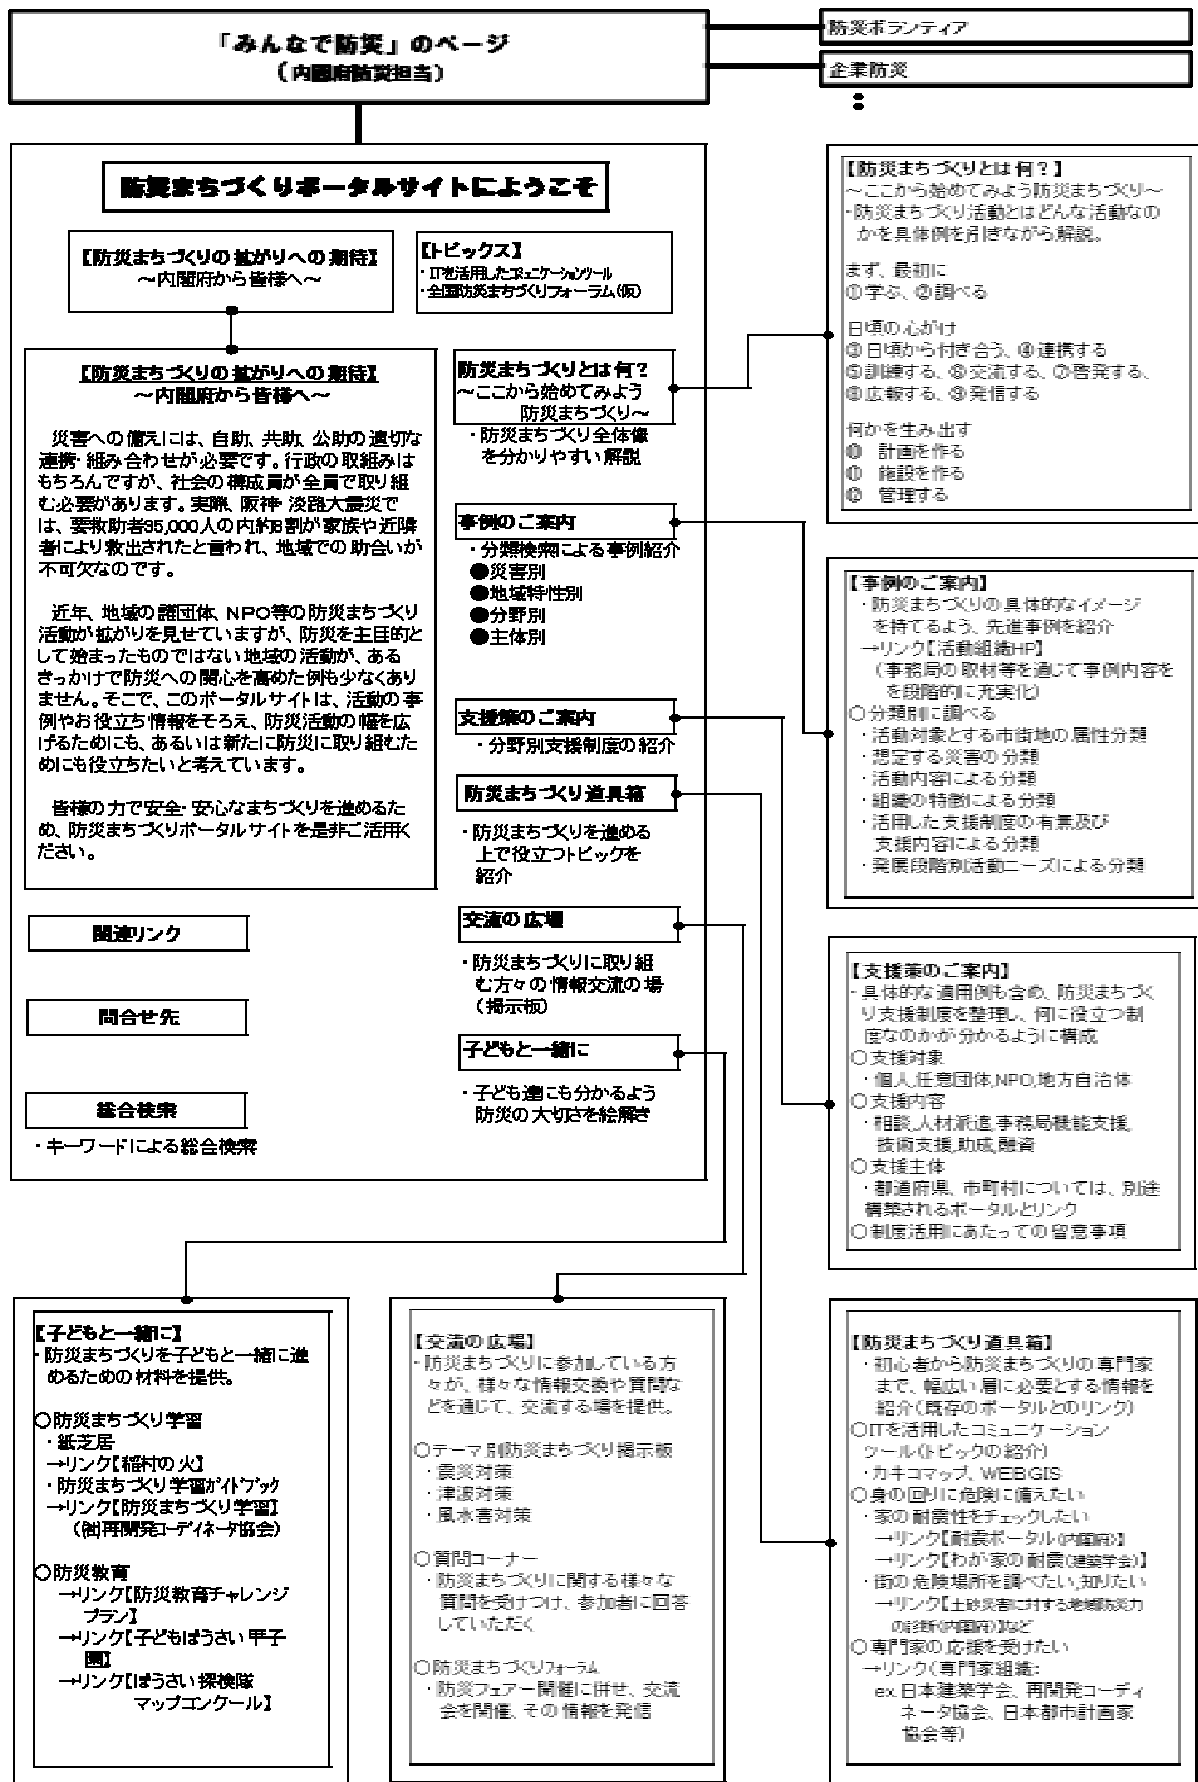 「みんなで防災」のページ
(内閣府防災担当)
防災ボランティア
企業防災
防災まちづくりポータルサイトにようこそ
【防災まちづくりの拡がりへの期待】
～内閣府から皆様へ～
【トピックス】
・ITを活用したコミュニケーションツール
・全国防災まちづくりフォーラム(仮)
【防災まちづくりの拡がりへの期待】
～内閣府から皆様へ～
災害への備えには、自助、共助、公助の適切な
連携・組み合わせが必要です。行政の取組みは
もちろんですが、社会の構成員が全員で取り組
む必要があります。実際、阪神・淡路大震災で
は、要救助者35,000人の内約8割が家族や近隣
者により救出されたと言われ、地域での助合いが
不可欠なのです。
近年、地域の諸団体、NPO等の防災まちづくり
活動が拡がりを見せていますが、防災を主目的と
して始まったものではない地域の活動が、ある
きっかけで防災への関心を高めた例も少なくあり
ません。そこで、このポータルサイトは、活動の事
例やお役立ち情報をそろえ、防災活動の幅を広
げるためにも、あるいは新たに防災に取り組むた
めにも役立ちたいと考えています。
皆様の力で安全・安心なまちづくりを進めるた
め、防災まちづくりポータルサイトを是非ご活用く
ださい。
関連リンク
問合せ先
総合検索
・キーワードによる総合検索
防災まちづくりとは何？
～ここから始めてみよう
防災まちづくり～
・防災まちづくり全体像
を分かりやすい解説
事例のご案内
・分類検索による事例紹介
●災害別
●地域特性別
●分野別
●主体別
支援策のご案内
・分野別支援制度の紹介
防災まちづくり道具箱
・防災まちづくりを進める
上で役立つトピックを
紹介
交流の広場
・防災まちづくりに取り組
む方々の情報交流の場
(掲示板)
子どもと一緒に
・子ども達にも分かるよう
防災の大切さを絵解き
【防災まちづくりとは何？】
～ここから始めてみよう防災まちづくり～
・防災まちづくり活動とはどんな活動なの
かを具体例を引きながら解説。
まず、最初に
①学ぶ、②調べる
日頃の心がけ
③日頃から付き合う、④連携する
⑤訓練する、⑥交流する、⑦啓発する、
⑧広報する、⑨発信する
何かを生み出す
⑩ 計画を作る
⑪ 施設を作る
⑫ 管理する
【事例のご案内】
・防災まちづくりの具体的なイメージ
を持てるよう、先進事例を紹介
→リンク【活動組織HP】
(事務局の取材等を通じて事例内容を
を段階的に充実化)
○分類別に調べる
・活動対象とする市街地の属性分類
・想定する災害の分類
・活動内容による分類
・組織の特徴による分類
・活用した支援制度の有無及び
支援内容による分類
・発展段階別活動ニーズによる分類
【支援策のご案内】
・具体的な適用例も含め、防災まちづく
り支援制度を整理し、何に役立つ制
度なのかが分かるように構成
○支援対象
・個人,任意団体,NPO,地方自治体
○支援内容
・相談,人材派遣,事務局機能支援,
技術支援,助成,融資
○支援主体
・都道府県、市町村については、別途
構築されるポータルとリンク
○制度活用にあたっての留意事項
【子どもと一緒に】
・防災まちづくりを子どもと一緒に進
めるための材料を提供。
○防災まちづくり学習
・紙芝居
→リンク【稲村の火】
・防災まちづくり学習ガイドブック
→リンク【防災まちづくり学習】
((社)再開発コーディネータ協会)
○防災教育
→リンク【防災教育チャレンジ
プラン】
→リンク【子どもぼうさい甲子
園】
→リンク【ぼうさい探検隊
マップコンクール】
【交流の広場】
・防災まちづくりに参加している方
々が、様々な情報交換や質問な
どを通じて、交流する場を提供。
○テーマ別防災まちづくり掲示板
・震災対策
・津波対策
・風水害対策
○質問コーナー
・防災まちづくりに関する様々な
質問を受けつけ、参加者に回答
していただく
○防災まちづくりフォーラム
・防災フェアー開催に併せ、交流
会を開催、その情報を発信
【防災まちづくり道具箱】
・初心者から防災まちづくりの専門家
まで、幅広い層に必要とする情報を
紹介(既存のポータルとのリンク)
○ITを活用したコミュニケーション
ツール(トピックの紹介)
・カキコマップ、WEBGIS
○身の回りに危険に備えたい
・家の耐震性をチェックしたい
→リンク【耐震ポータル(内閣府)】
→リンク【わが家の耐震(建築学会)】
・街の危険場所を調べたい,知りたい
→リンク【土砂災害に対する地域防災力
の診断(内閣府)】など
○専門家の応援を受けたい
→リンク(専門家組織:
ex.日本建築学会、再開発コーディ
ネータ協会、日本都市計画家
協会等)